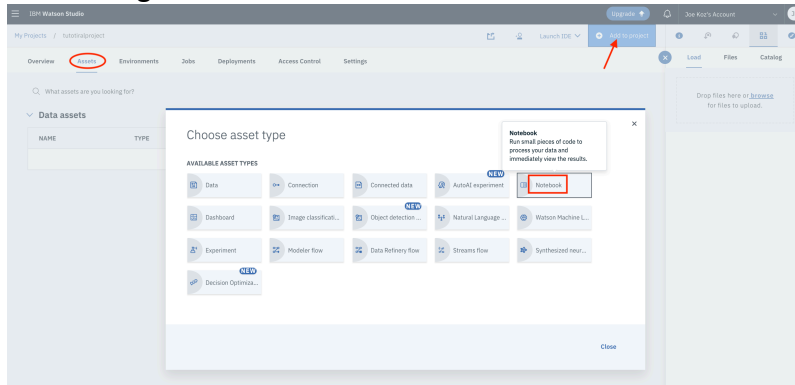 IBM Watson Studio
Upgrade
Joe Koz's Account
My Projects / tutotiralproject
Launch IDE
Add to project
Overview
Assets
Environments
Jobs
Deployments
Access Control
Settings
Load
Files
Catalog
What assets are you looking for?
Drop files here or browse
for files to upload.
Data assets
NAME
TYPE
Choose asset type
Notebook
Run small pieces of code to
process your data and
immediately view the results.
AVAILABLE ASSET TYPES
Data
Connection
Connected data
NEW
AutoAI experiment
Notebook
Dashboard
Image classificati...
NEW
Object detection ...
Natural Language ...
Watson Machine L...
Experiment
Modeler flow
Data Refinery flow
Streams flow
Synthesized neur...
NEW
Decision Optimiza...
Close